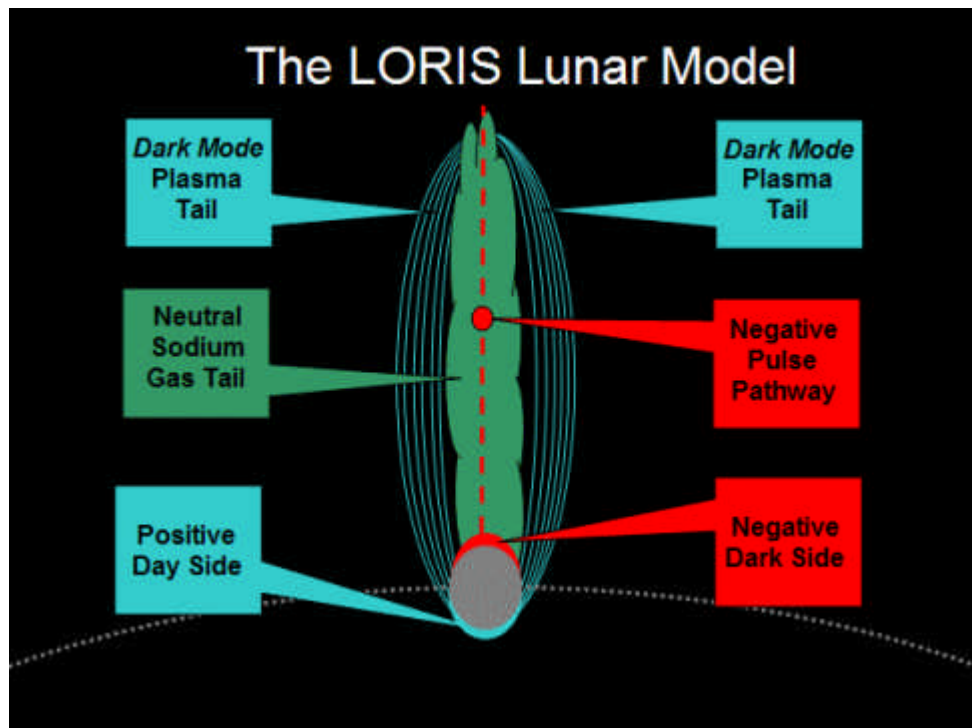 The LORIS Lunar Model
Dark Mode
Plasma
Tail
Dark Mode
Plasma
Tail
Neutral
Sodium
Gas Tail
Negative
Pulse
Pathway
Positive
Day Side
Negative
Dark Side